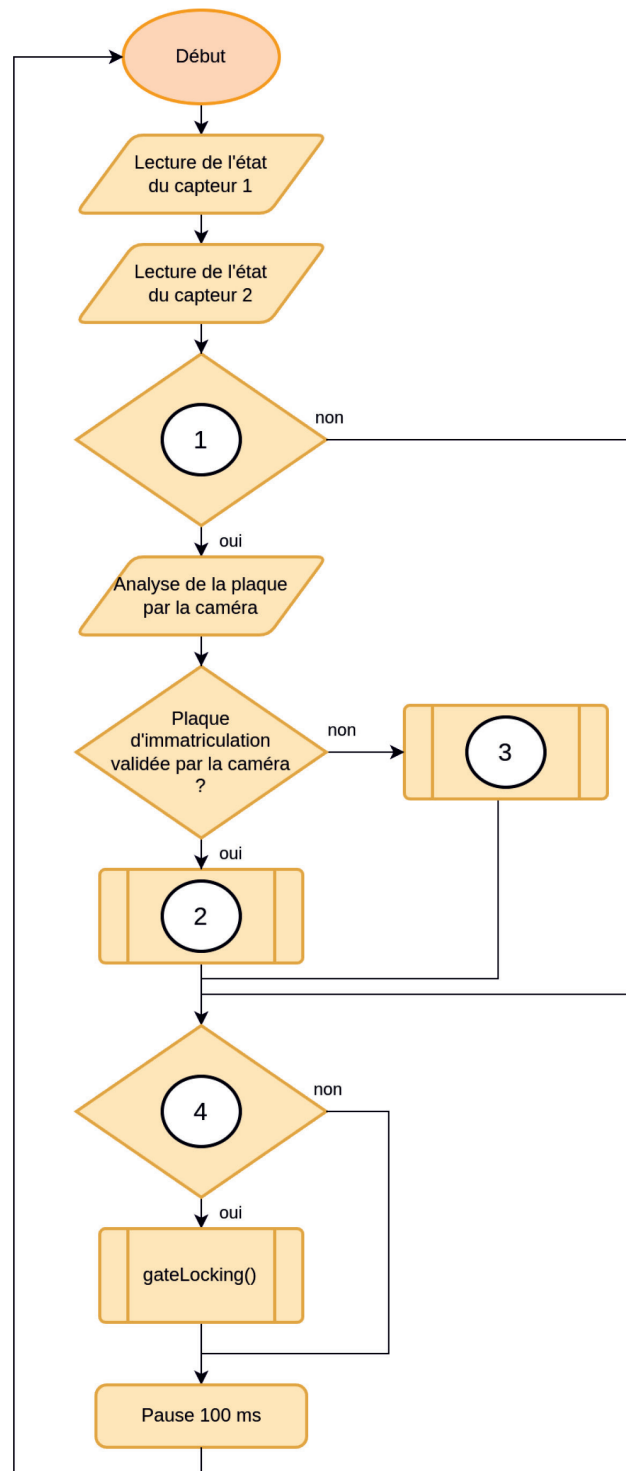 Début
Lecture de l'état
du capteur 1
Lecture de l'état
du capteur 2
1
non
oui
Analyse de la plaque
par la caméra
Plaque
d'immatriculation
validée par la caméra
?
non
3
oui
2
4
non
oui
gateLocking()
Pause 100 ms